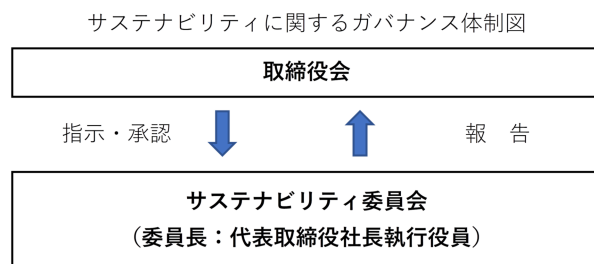 サステナビリティに関するガバナンス体制図
取締役会
指示・承認
報　告
サステナビリティ委員会
（委員長：代表取締役社長執行役員）